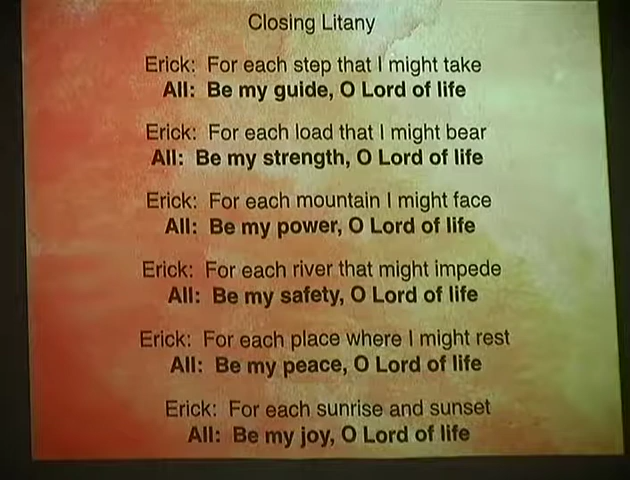 Closing Litany
Erick: For each step that I might take
All: Be my guide, O Lord of life
Erick: For each load that I might bear
All: Be my strength, O Lord of life
Erick: For each mountain I might face
All: Be my power, O Lord of life
Erick: For each river that might impede
All: Be my safety, O Lord of life
Erick: For each place where I might rest
All: Be my peace, O Lord of life
Erick: For each sunrise and sunset
All: Be my joy, O Lord of life